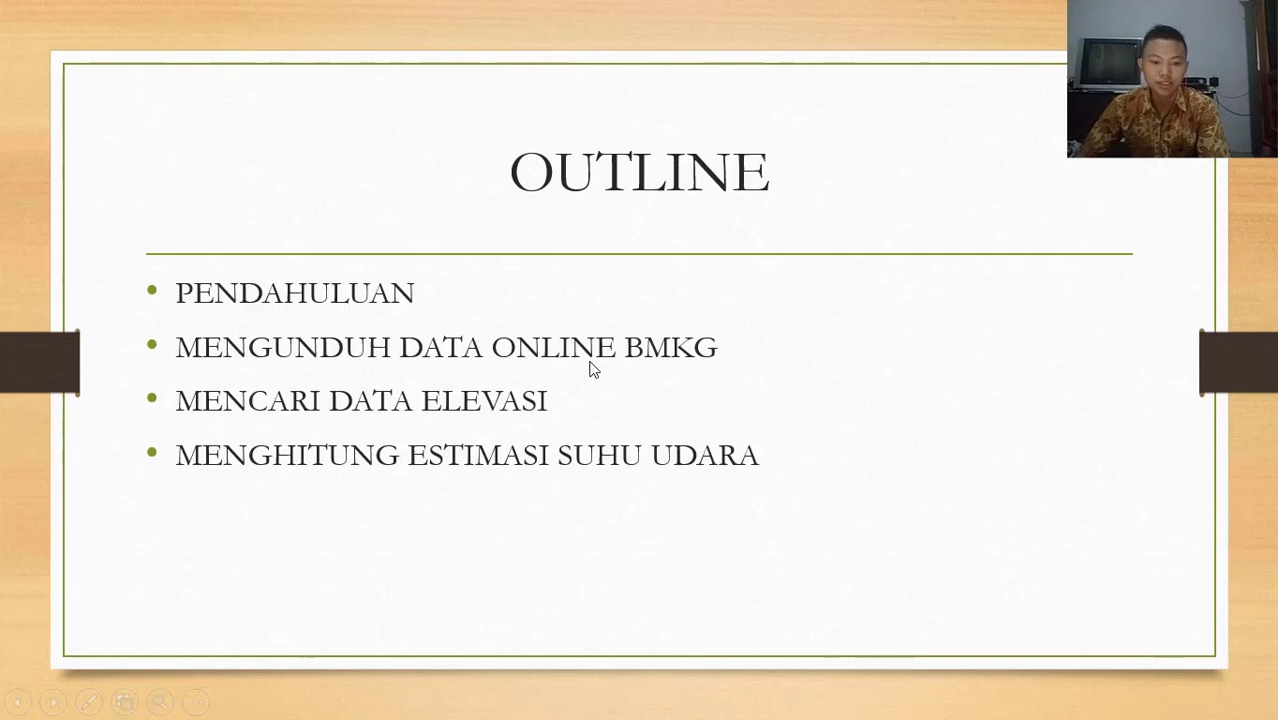 OUTLINE
• PENDAHULUAN
• MENGUNDUH DATA ONLINE BMKG
• MENCARI DATA ELEVASI
• MENGHITUNG ESTIMASI SUHU UDARA